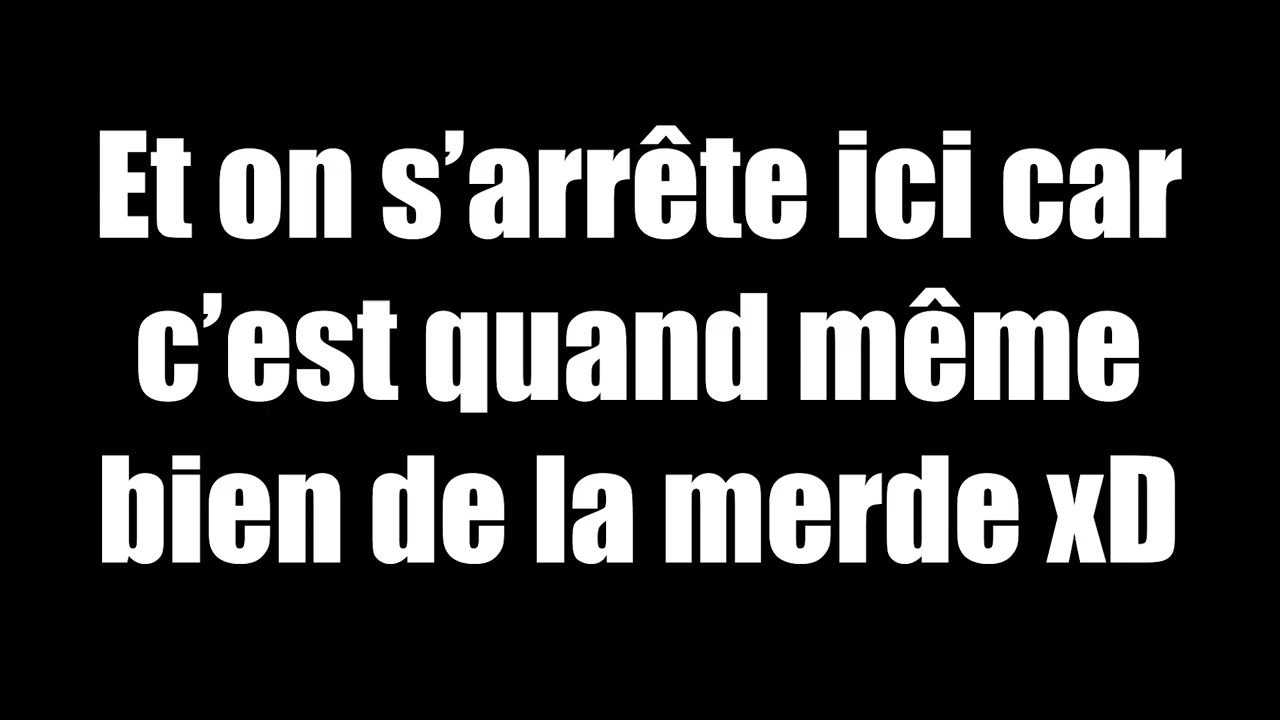 Et on s’arrête ici car
c’est quand même
bien de la merde xD